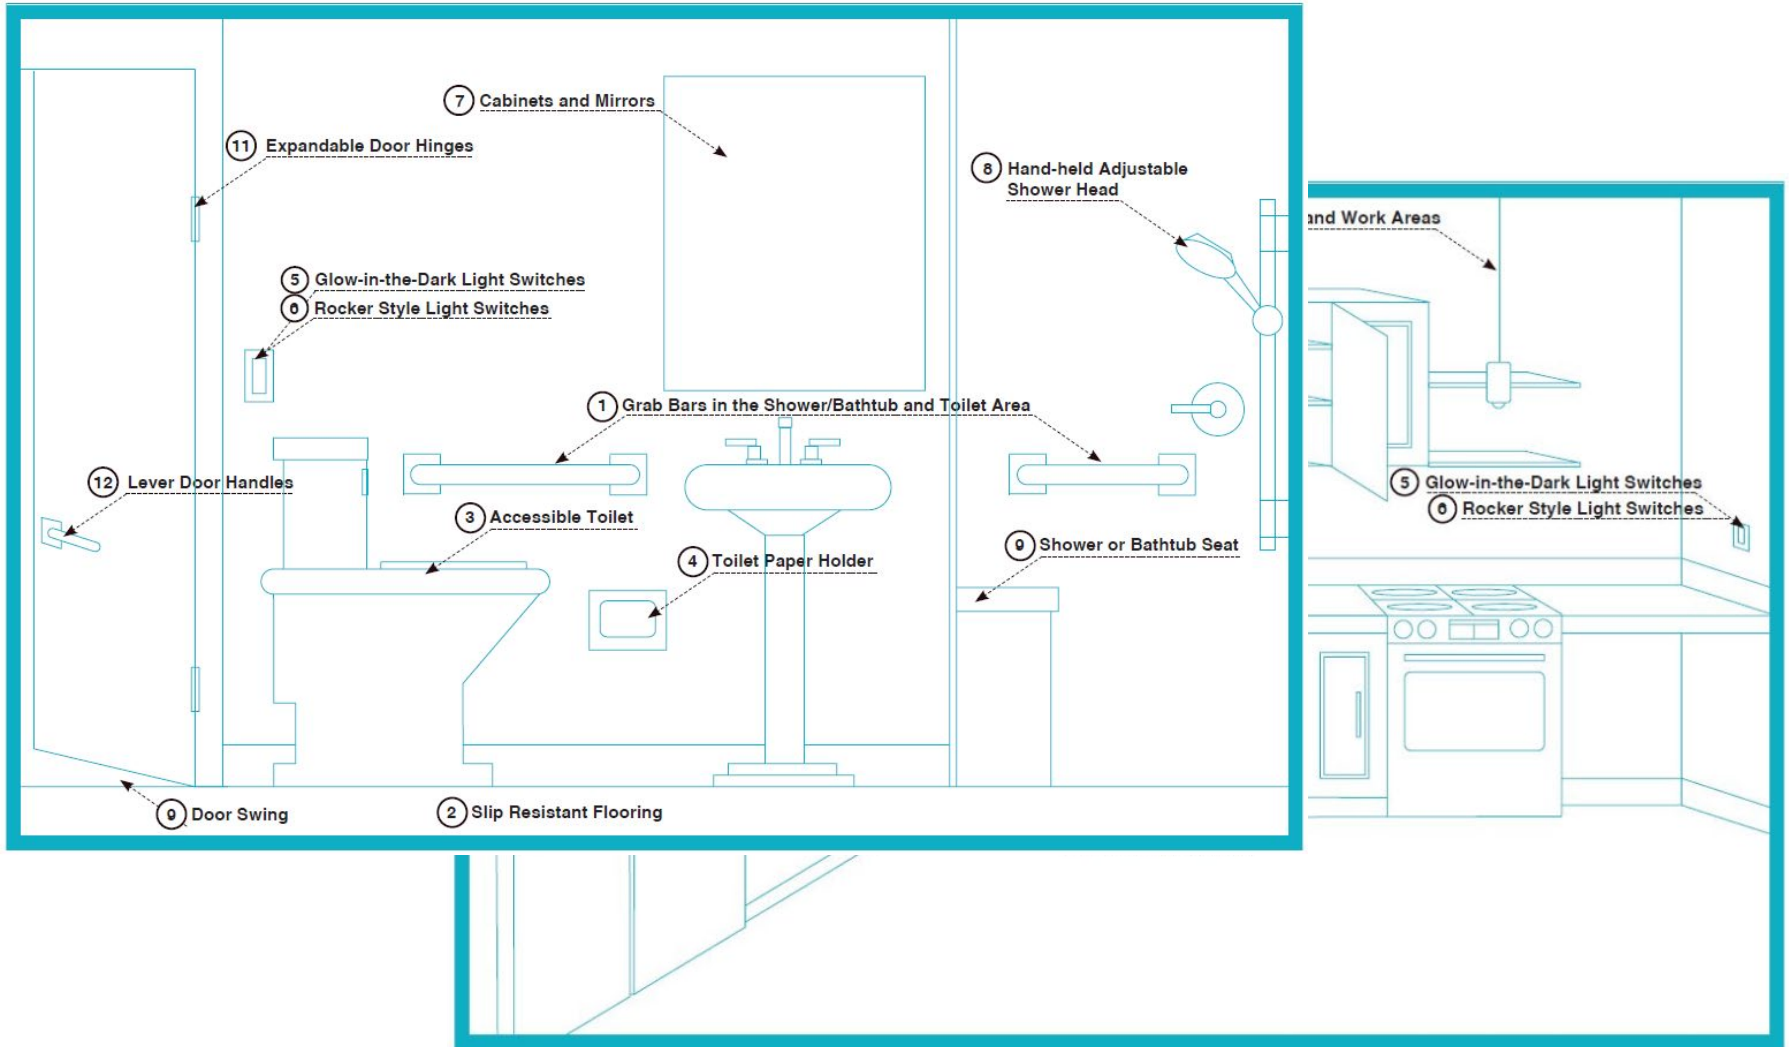 7 Cabinets and Mirrors
11 Expandable Door Hinges
8 Hand-held Adjustable
Shower Head
5 Glow-in-the-Dark Light Switches
6 Rocker Style Light Switches
1 Grab Bars in the Shower/Bathtub and Toilet Area
12 Lever Door Handles
3 Accessible Toilet
4 Toilet Paper Holder
9 Shower or Bathtub Seat
9 Door Swing
2 Slip Resistant Flooring
and Work Areas
5 Glow-in-the-Dark Light Switches
6 Rocker Style Light Switches